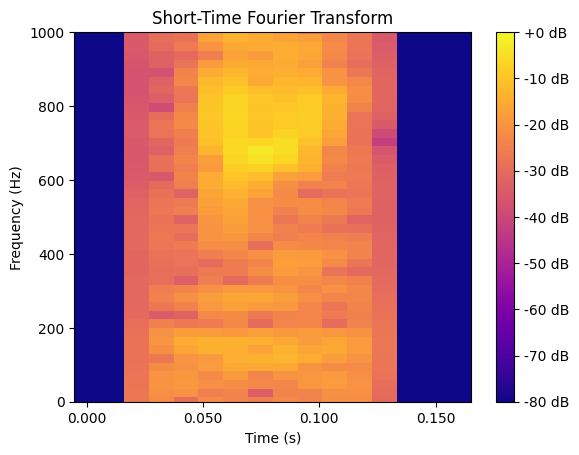 Short-Time Fourier Transform
Frequency (Hz)
1000
800
600
400
200
0
0.000
0.050
0.100
0.150
Time (s)
+0 dB
-10 dB
-20 dB
-30 dB
-40 dB
-50 dB
-60 dB
-70 dB
-80 dB